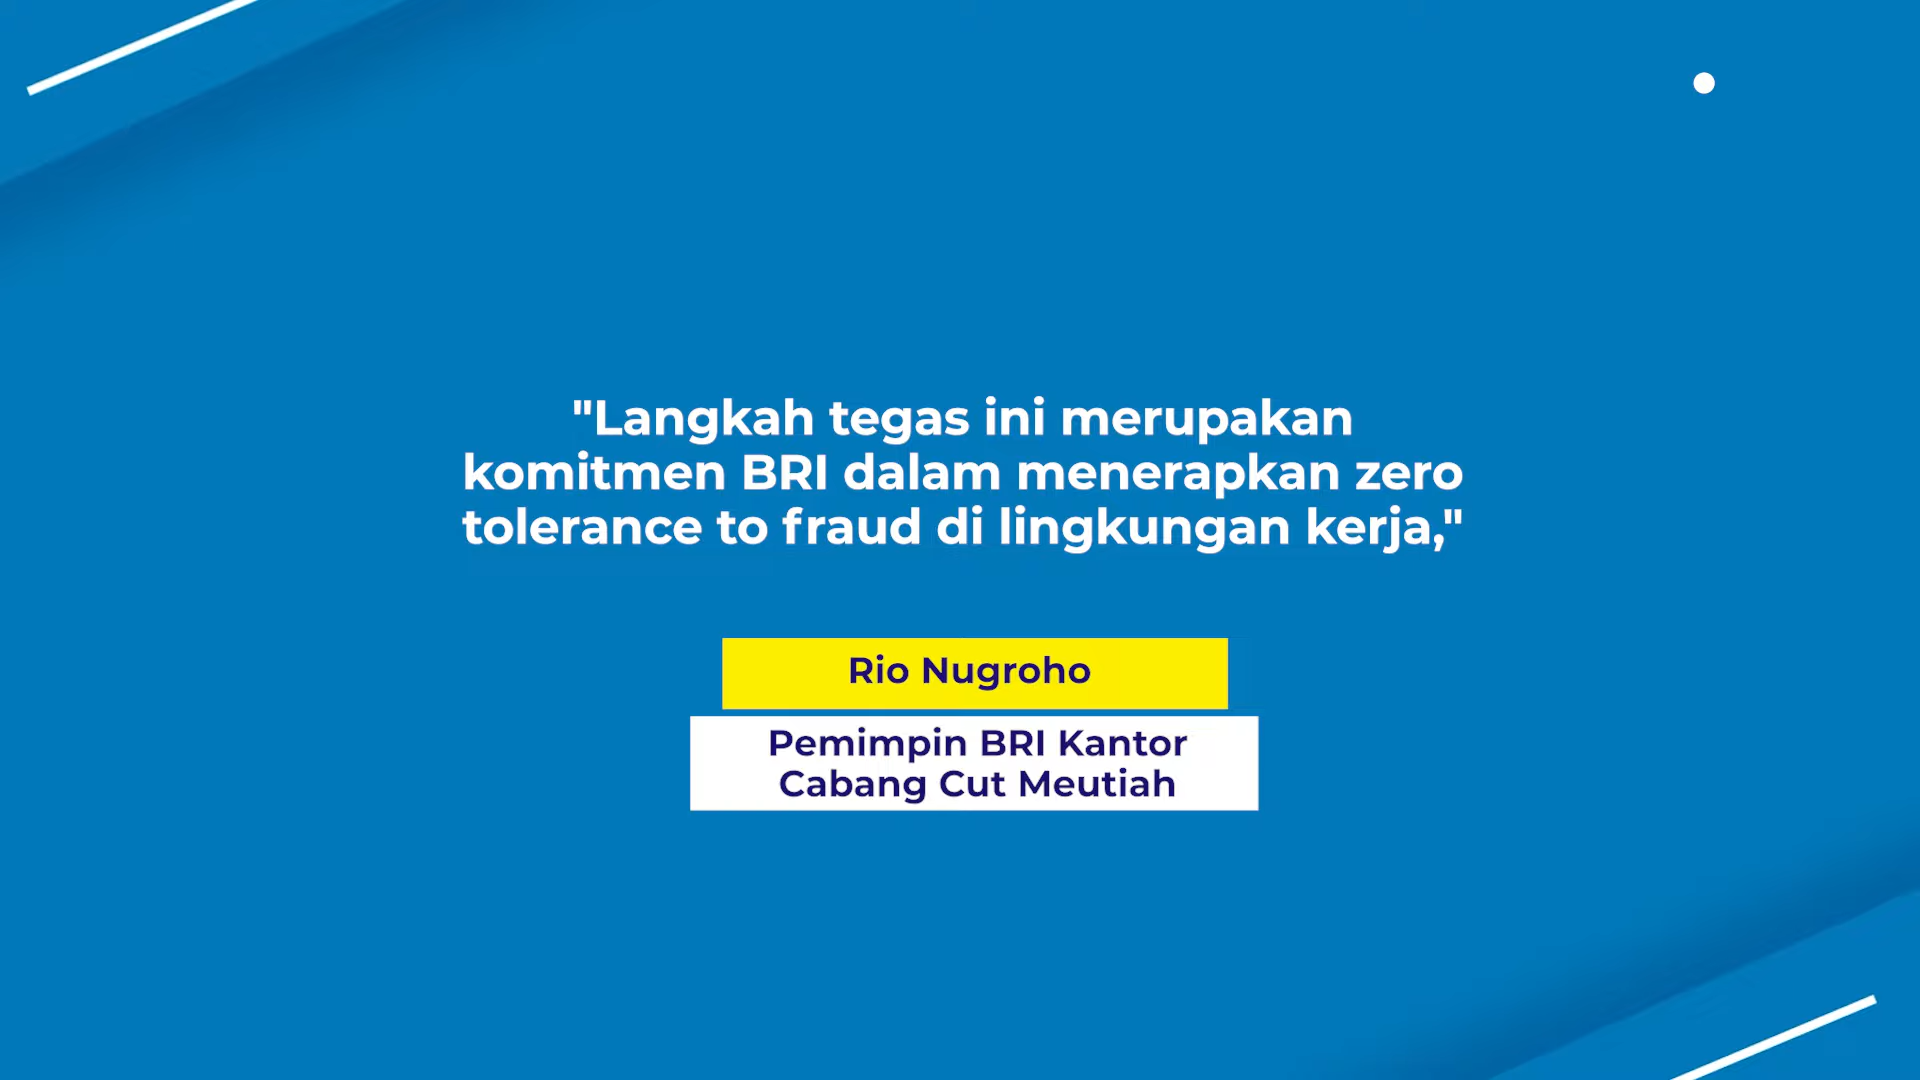 "Langkah tegas ini merupakan
komitmen BRI dalam menerapkan zero
tolerance to fraud di lingkungan kerja,"
Rio Nugroho
Pemimpin BRI Kantor
Cabang Cut Meutiah